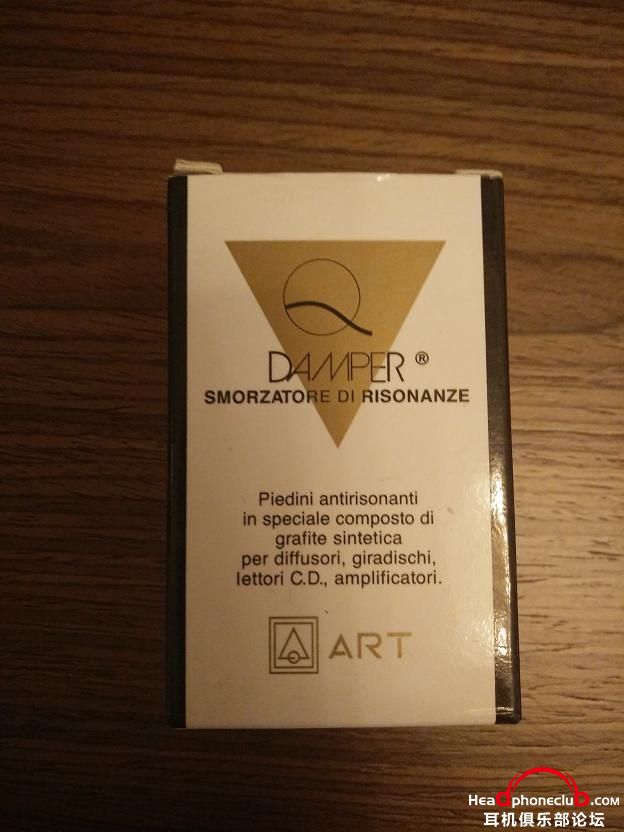 Q
DAMPER ®
SMORZATORE DI RISONANZE
Piedini antirisonanti
in speciale composto di
grafite sintetica
per diffusori, giradischi,
lettori C.D., amplificatori.
ART
Headphoneclub.com
耳机俱乐部论坛